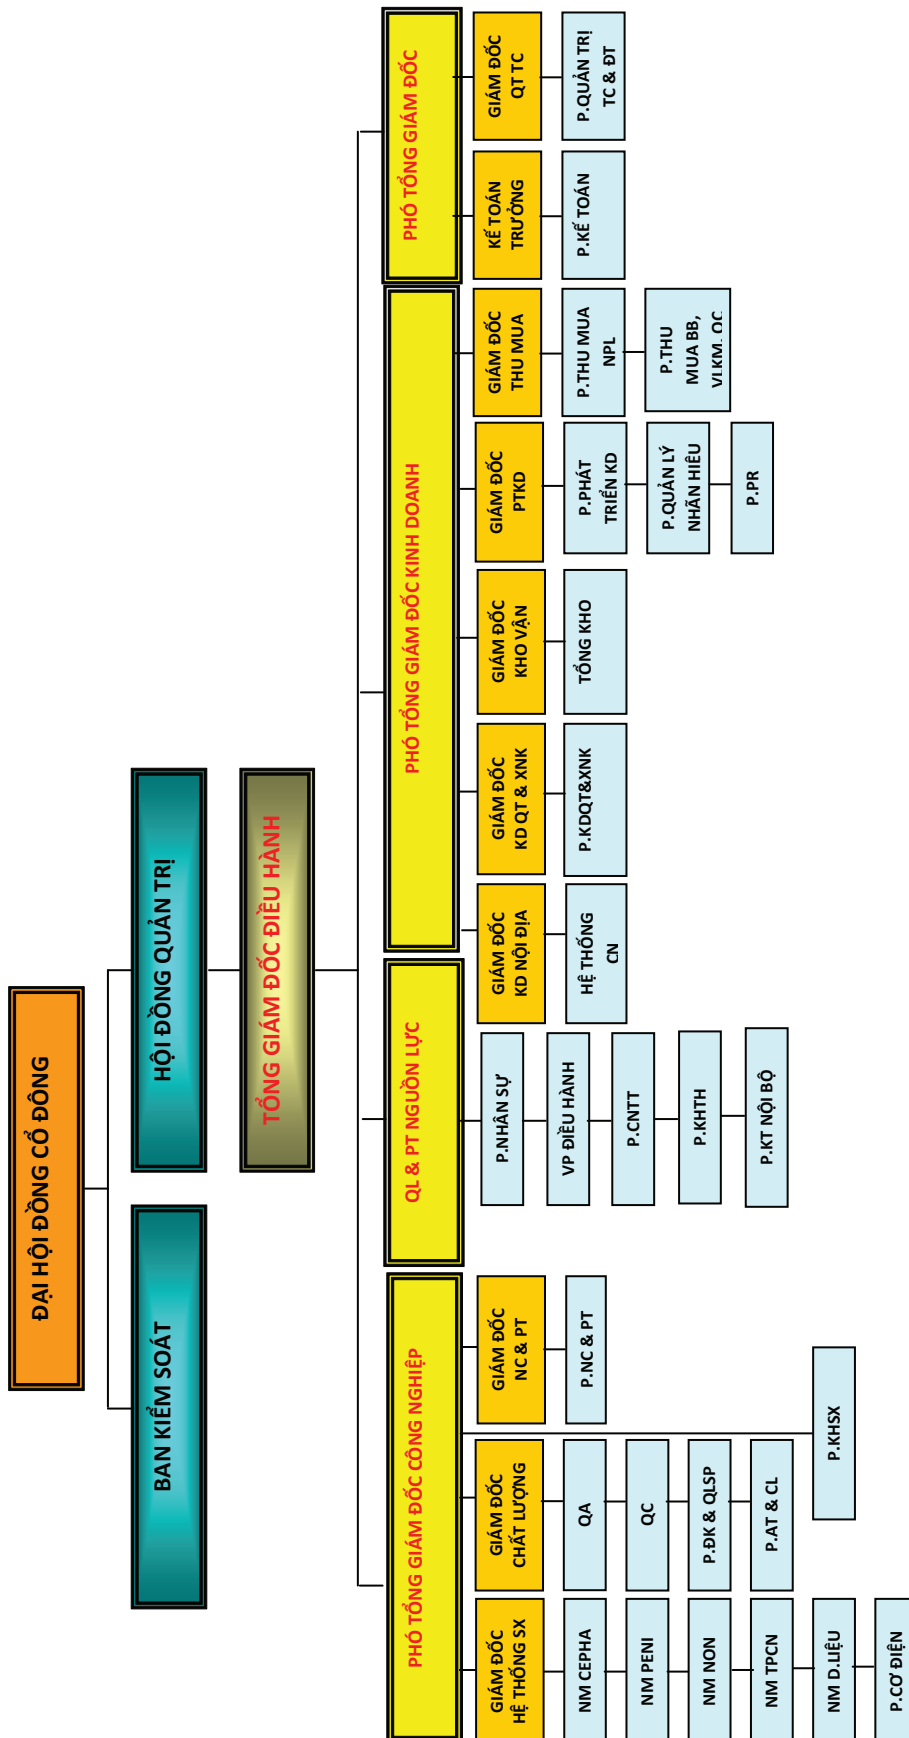 ĐẠI HỘI ĐỒNG CỔ ĐÔNG
BAN KIỂM SOÁT
HỘI ĐỒNG QUẢN TRỊ
TỔNG GIÁM ĐỐC ĐIỀU HÀNH
PHÓ TỔNG GIÁM ĐỐC CÔNG NGHIỆP
QL & PT NGUỒN LỰC
PHÓ TỔNG GIÁM ĐỐC KINH DOANH
PHÓ TỔNG GIÁM ĐỐC
GIÁM ĐỐC
HỆ THỐNG SX
NM CEPHA
NM PENI
NM NON
NM TPCN
NM D.LIỆU
P.CƠ ĐIỆN
GIÁM ĐỐC
CHẤT LƯỢNG
QA
QC
P.ĐK & QLSP
P.AT & CL
P.KHSX
GIÁM ĐỐC
NC & PT
P.NC & PT
P.NHÂN SỰ
VP ĐIỀU HÀNH
P.CNTT
P.KHTH
P.KT NỘI BỘ
GIÁM ĐỐC
KD NỘI ĐỊA
HỆ THỐNG
CN
GIÁM ĐỐC
KD QT & XNK
P.KDQT&XNK
GIÁM ĐỐC
KHO VẬN
TỔNG KHO
GIÁM ĐỐC
PTKD
P.PHÁT
TRIỂN KD
P.QUẢN LÝ
NHÃN HIỆU
P.PR
GIÁM ĐỐC
THU MUA
P.THU MUA
NPL
P.THU
MUA BB,
VLKM, QC
KẾ TOÁN
TRƯỞNG
P.KẾ TOÁN
GIÁM ĐỐC
QT TC
P.QUẢN TRỊ
TC & ĐT